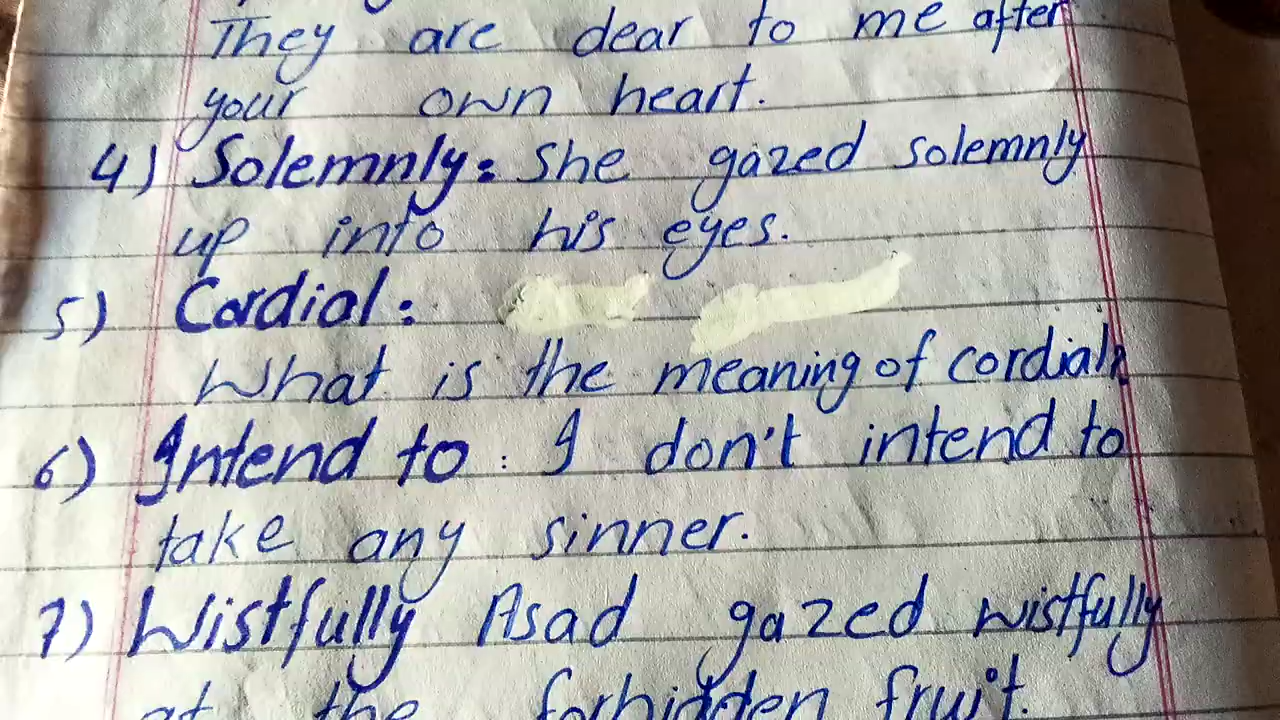 They are dear to me after
your own heart.
4) Solemnly: She gazed solemnly
up into his eyes.
5) Cordial:
What is the meaning of cordial?
6) Intend to: I don't intend to
take any sinner.
7) Wistfully Asad gazed wistfully
at the forbidden fruit.